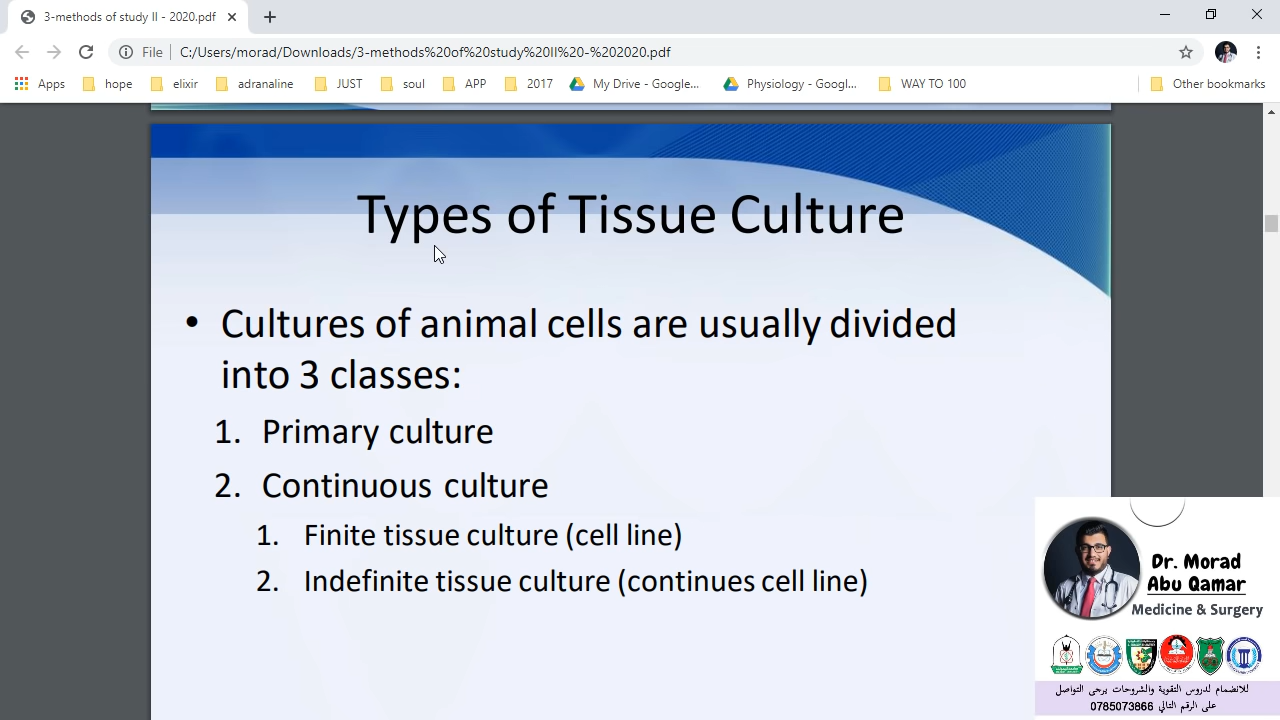 3-methods of study II - 2020.pdf
File
C:/Users/morad/Downloads/3-methods%20of%20study%20II%20-%202020.pdf
Apps
hope
elixir
adranaline
JUST
soul
APP
2017
My Drive - Google...
Physiology - Googl...
WAY TO 100
Other bookmarks
Types of Tissue Culture
• Cultures of animal cells are usually divided
into 3 classes:
1. Primary culture
2. Continuous culture
1. Finite tissue culture (cell line)
2. Indefinite tissue culture (continues cell line)
Dr. Morad
Abu Qamar
Medicine & Surgery
للانضمام لدروس التقوية والشروحات يرجى التواصل
على الرقم التالي 0785073866